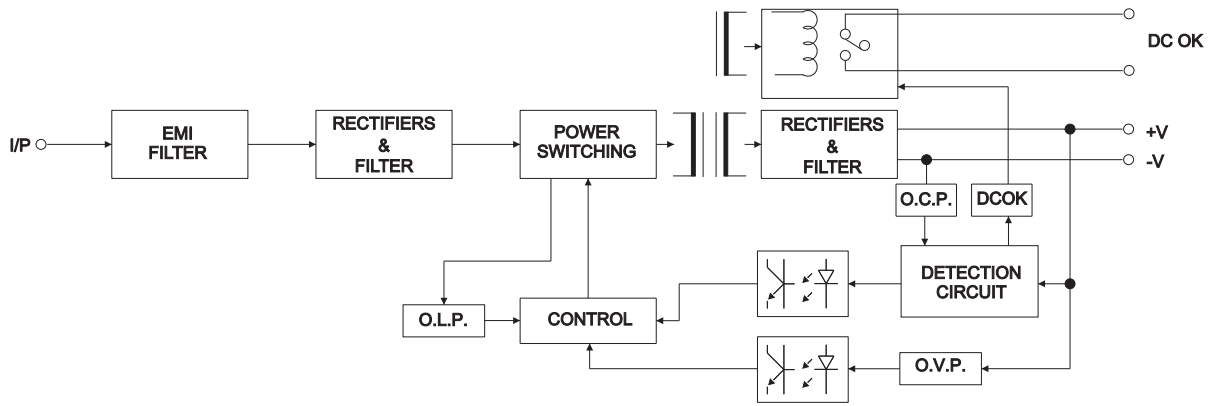 DC OK
I/P
EMI
FILTER
RECTIFIERS
&
FILTER
POWER
SWITCHING
RECTIFIERS
&
FILTER
+V
-V
O.C.P.
DCOK
DETECTION
CIRCUIT
O.L.P.
CONTROL
O.V.P.